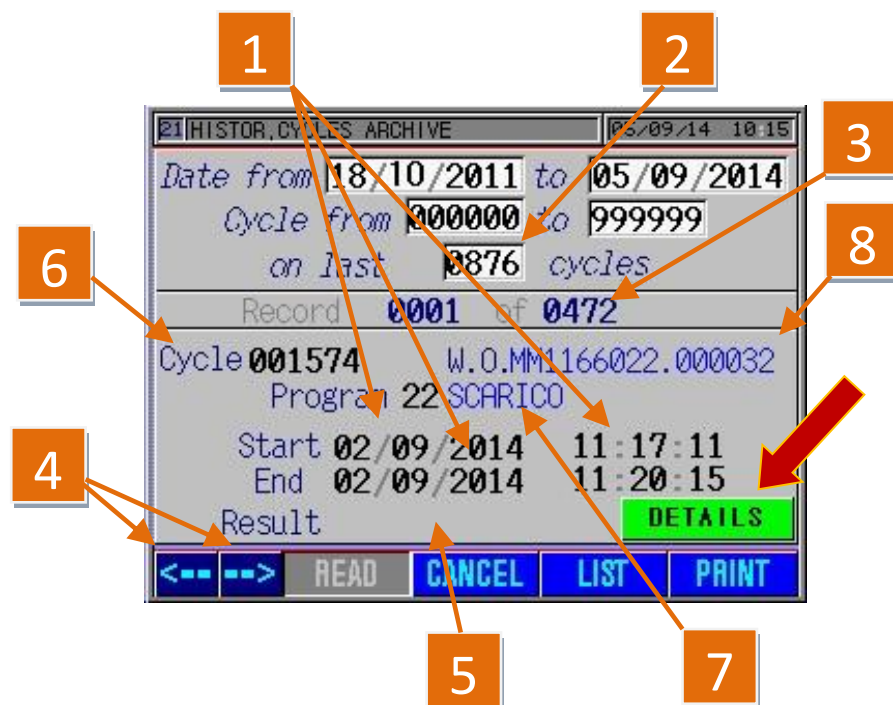 1
2
21 HISTOR,CYCLES ARCHIVE 05/09/14 10:15
3
Date from 18/10/2011 to 05/09/2014
Cycle from 000000 to 999999
6
8
on last 0876 cycles
Record 0001 of 0472
Cycle 001574 W.O.MM1166022.000032
Program 22 SCARICO
Start 02/09/2014 11:17:11
4
End 02/09/2014 11:20:15
Result DETAILS
<-- --> READ CANCEL LIST PRINT
5
7